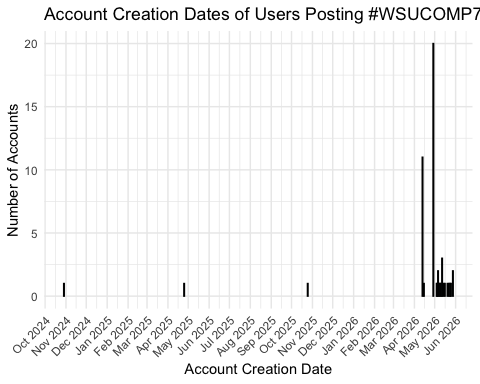 Account Creation Dates of Users Posting #WSUCOMP7
20
15
10
5
0
Number of Accounts
Oct 2024
Nov 2024
Dec 2024
Jan 2025
Feb 2025
Mar 2025
Apr 2025
May 2025
Jun 2025
Jul 2025
Aug 2025
Sep 2025
Oct 2025
Nov 2025
Dec 2025
Jan 2026
Feb 2026
Mar 2026
Apr 2026
May 2026
Jun 2026
Account Creation Date